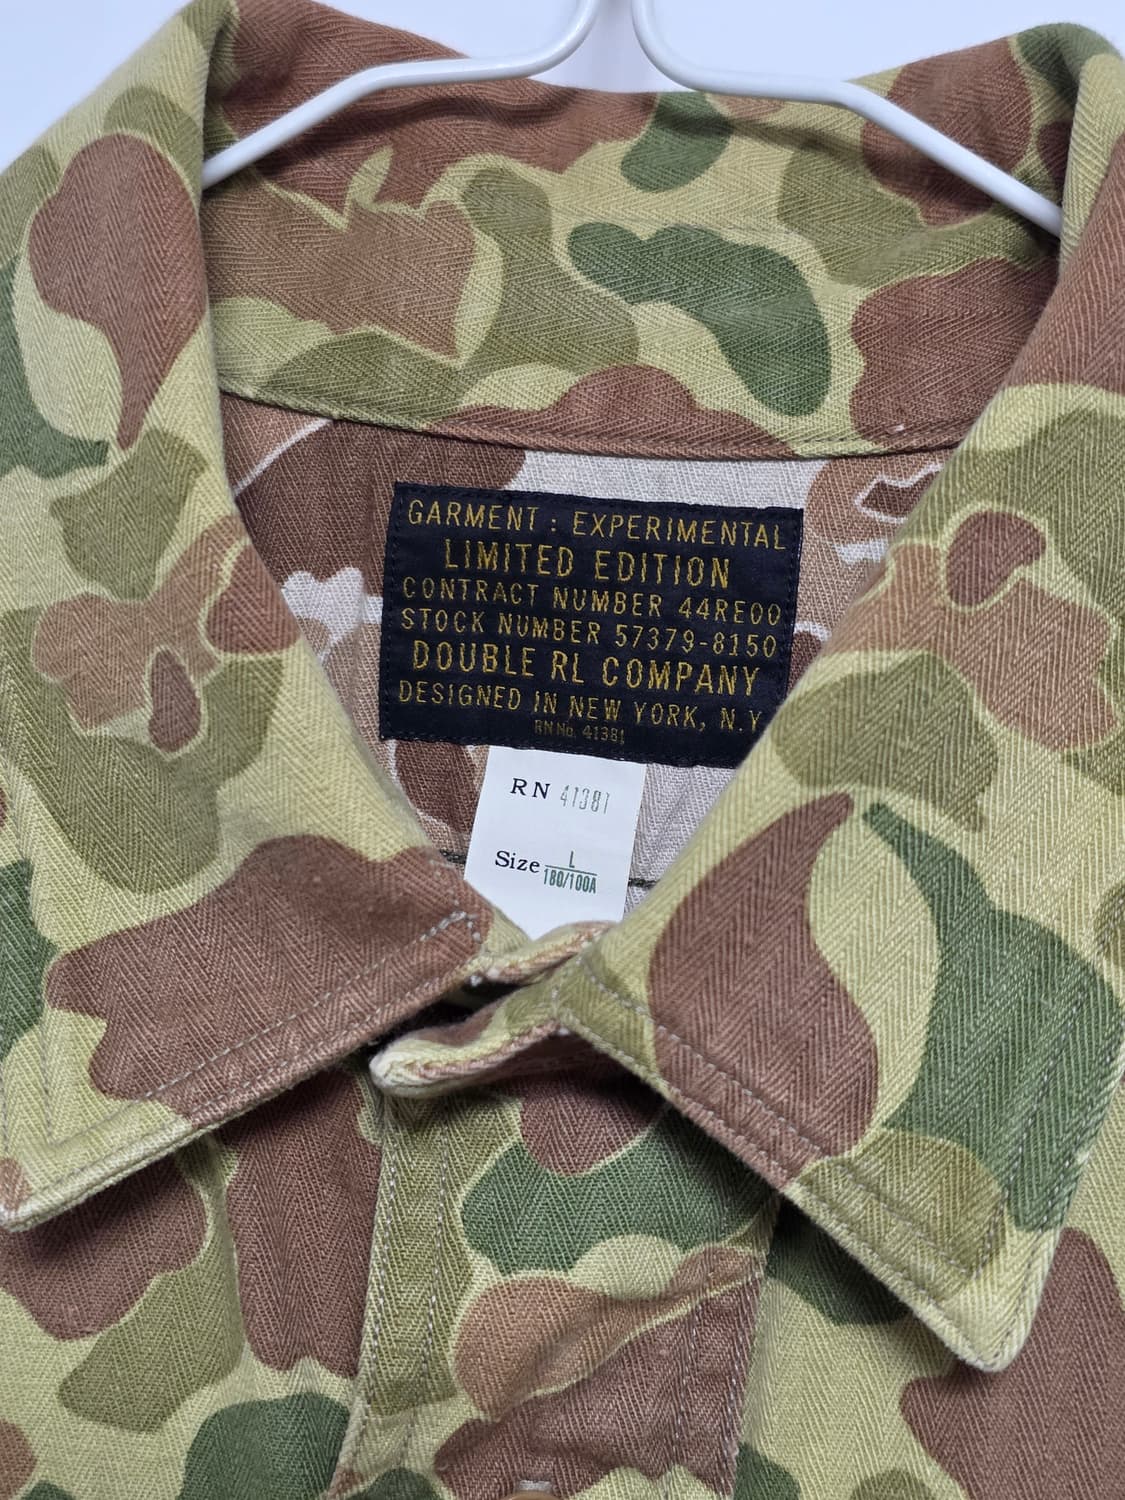 GARMENT : EXPERIMENTAL
LIMITED EDITION
CONTRACT NUMBER 44RE00
STOCK NUMBER 57379-8150
DOUBLE RL COMPANY
DESIGNED IN NEW YORK, N.Y
RN No. 41381
RN 41381
Size L
180/100A